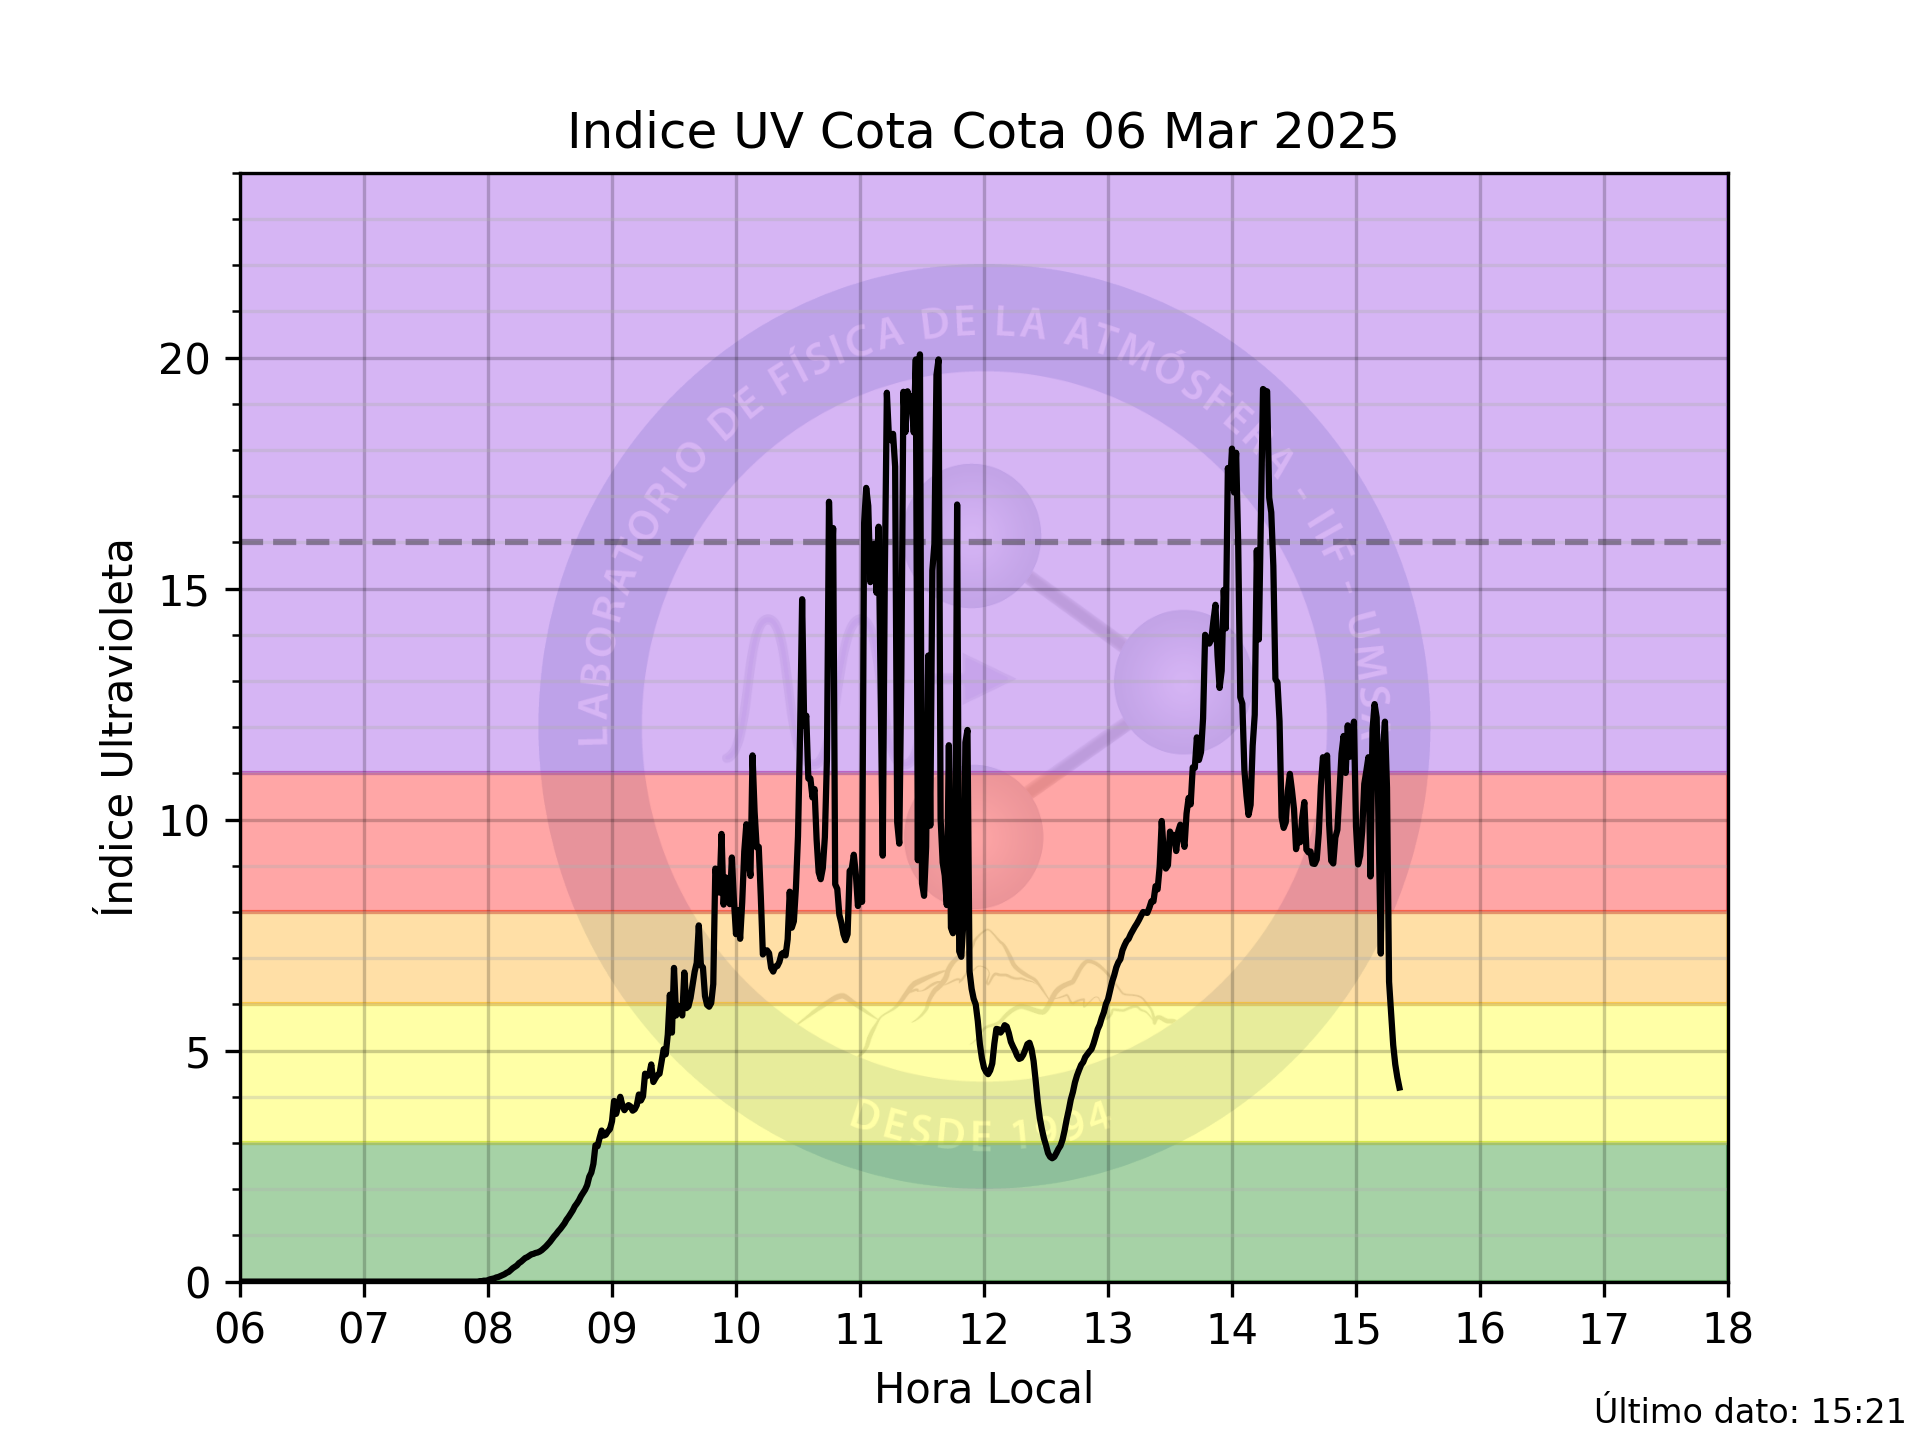 Indice UV Cota Cota 06 Mar 2025
LABORATORIO DE FÍSICA DE LA ATMÓSFERA - IIF - UMSA
DESDE 1994
Índice Ultravioleta
20
15
10
5
0
06 07 08 09 10 11 12 13 14 15 16 17 18
Hora Local
Último dato: 15:21